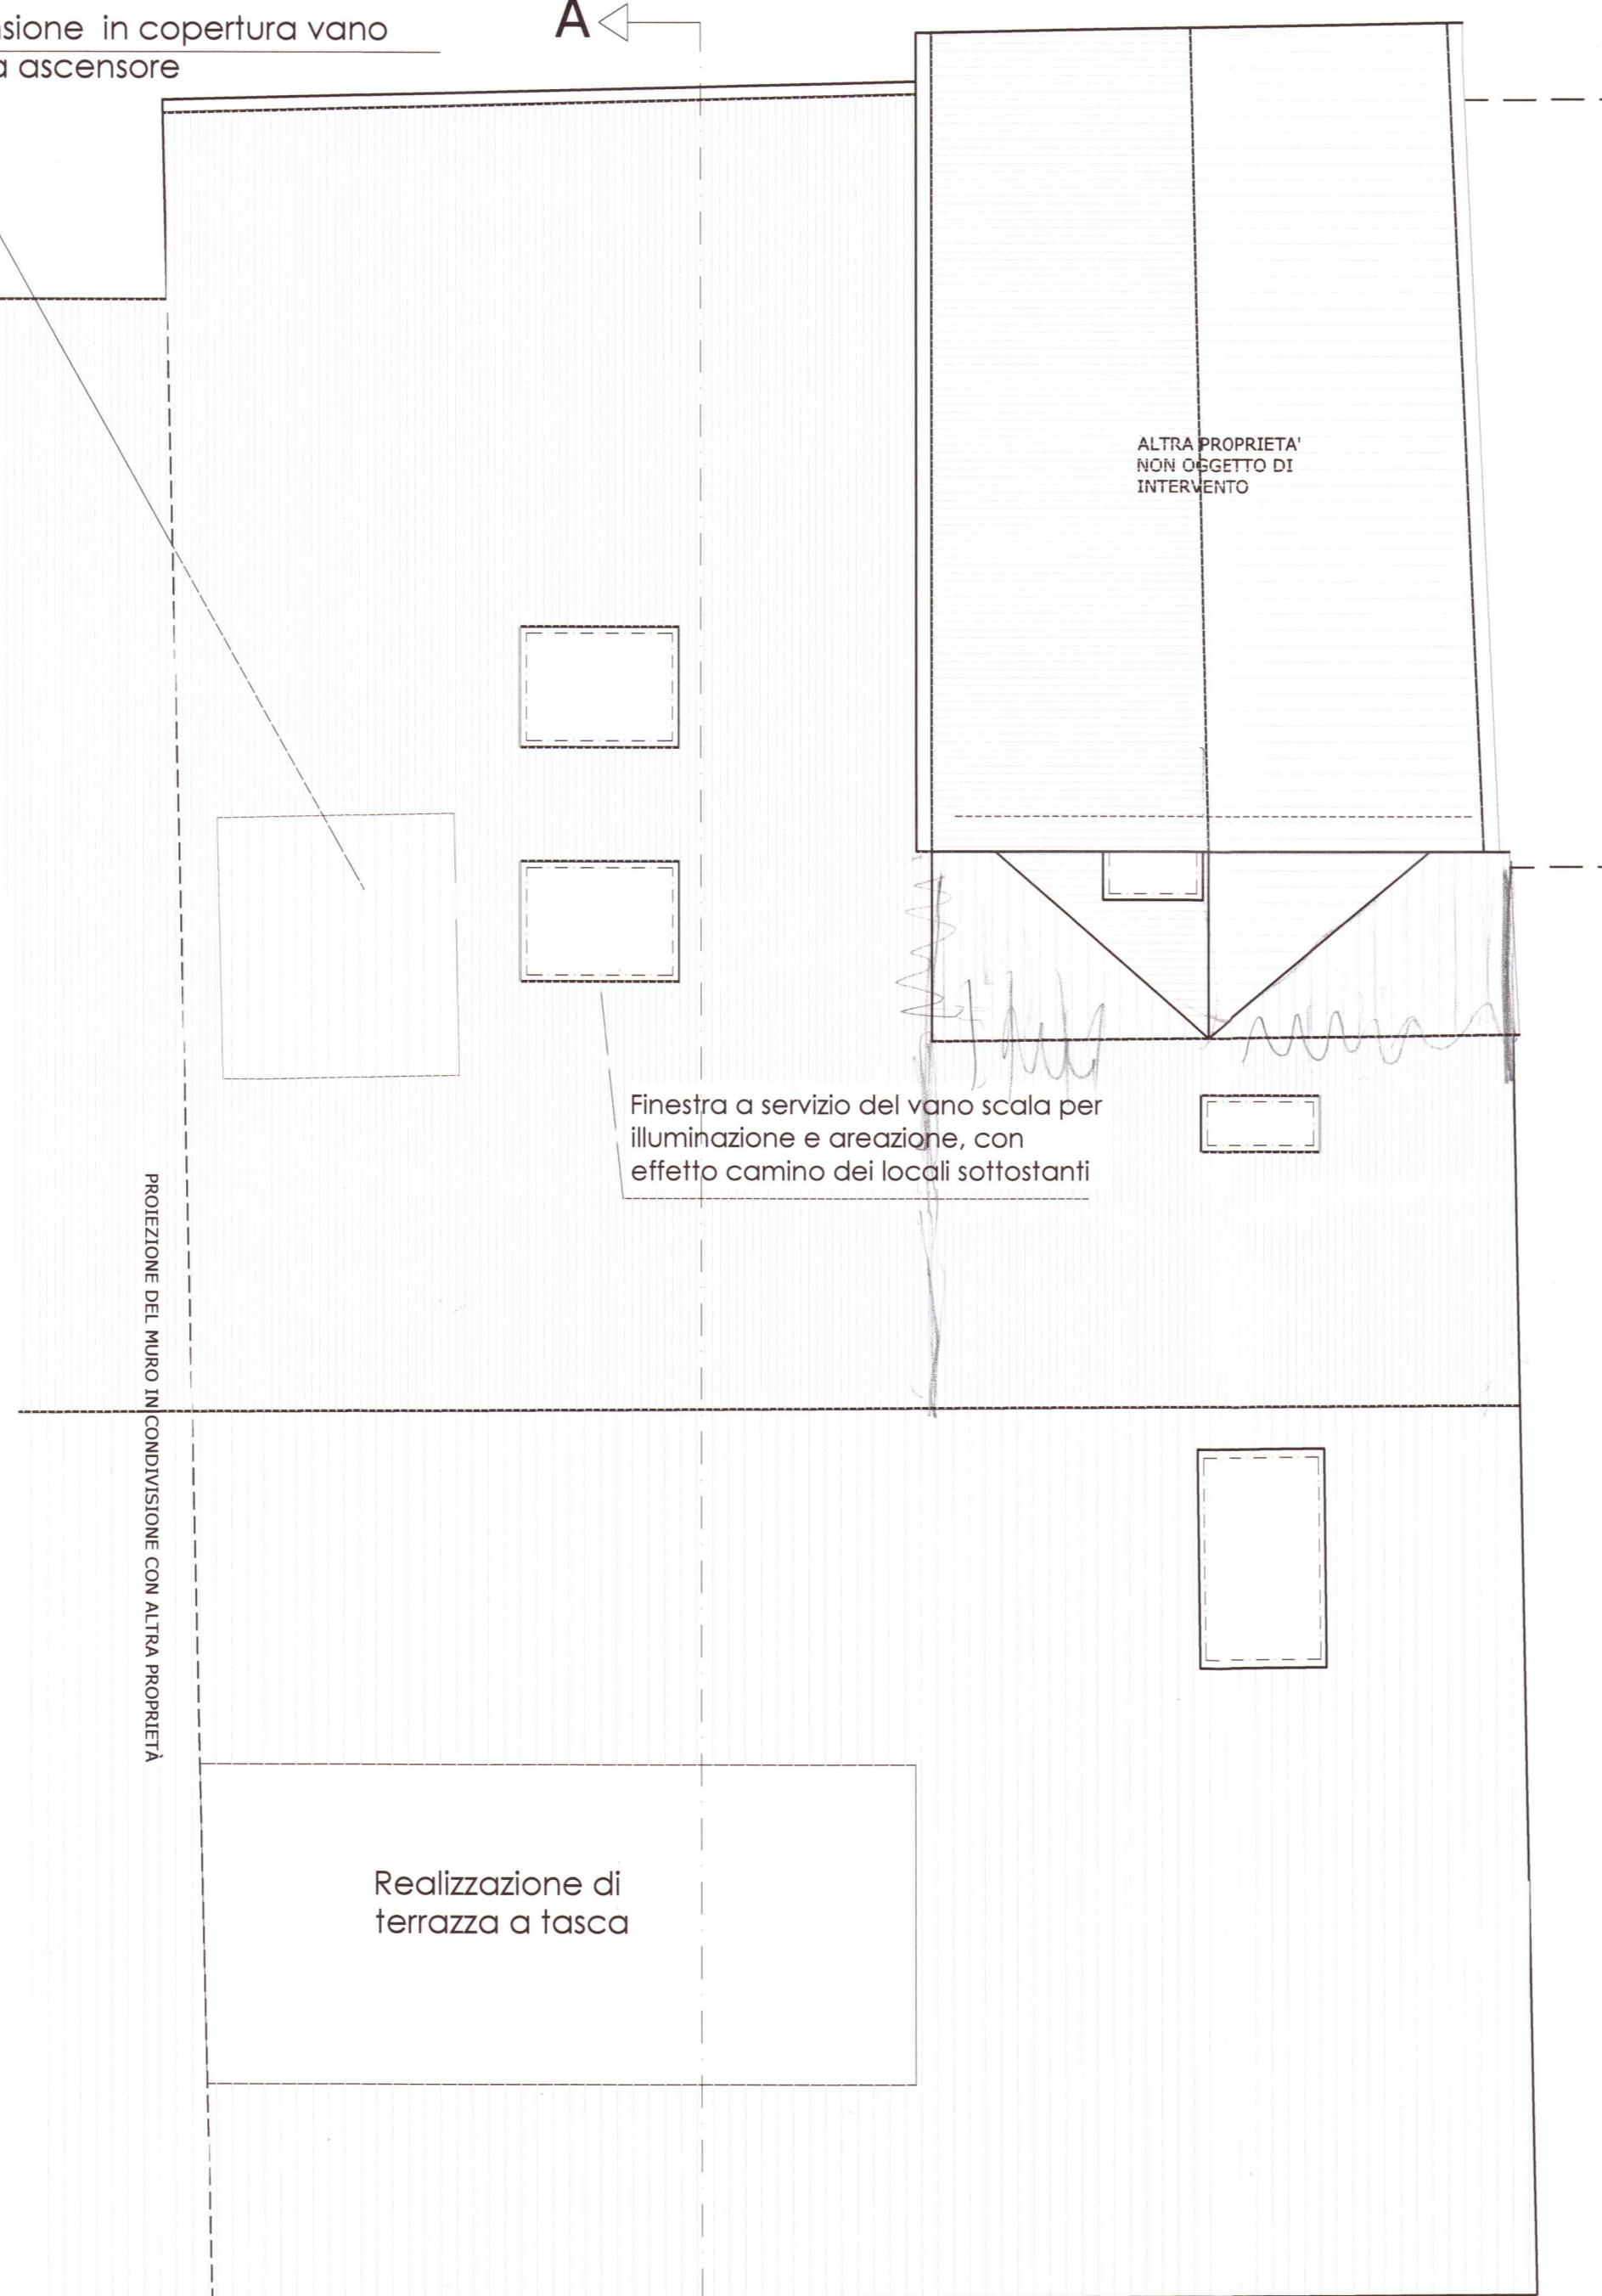 in copertura vano
ascensore
A
ALTRA PROPRIETA'
NON OGGETTO DI
INTERVENTO
Finestra a servizio del vano scala per
illuminazione e areazione, con
effetto camino dei locali sottostanti
PROIEZIONE DEL MURO IN CONDIVISIONE CON ALTRA PROPRIETÀ
Realizzazione di
terrazza a tasca